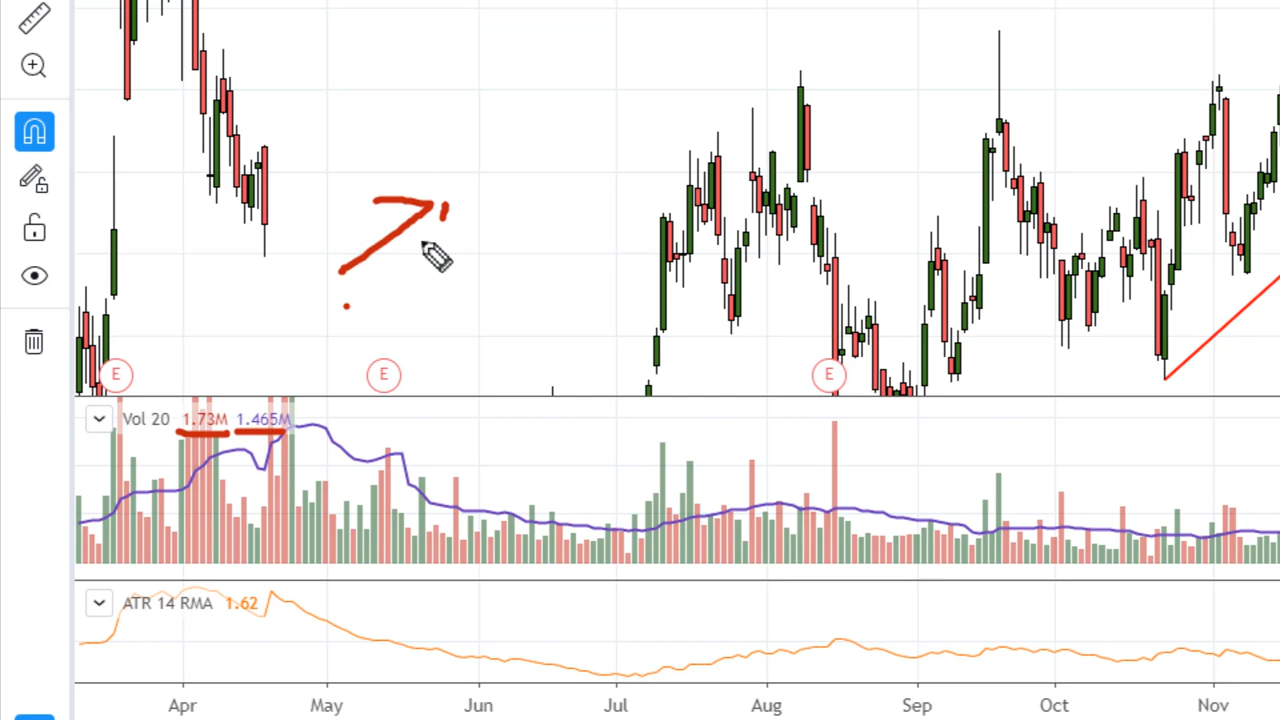 E E E
Vol 20 1.73M 1.465M
ATR 14 RMA 1.62
Apr May Jun Jul Aug Sep Oct Nov